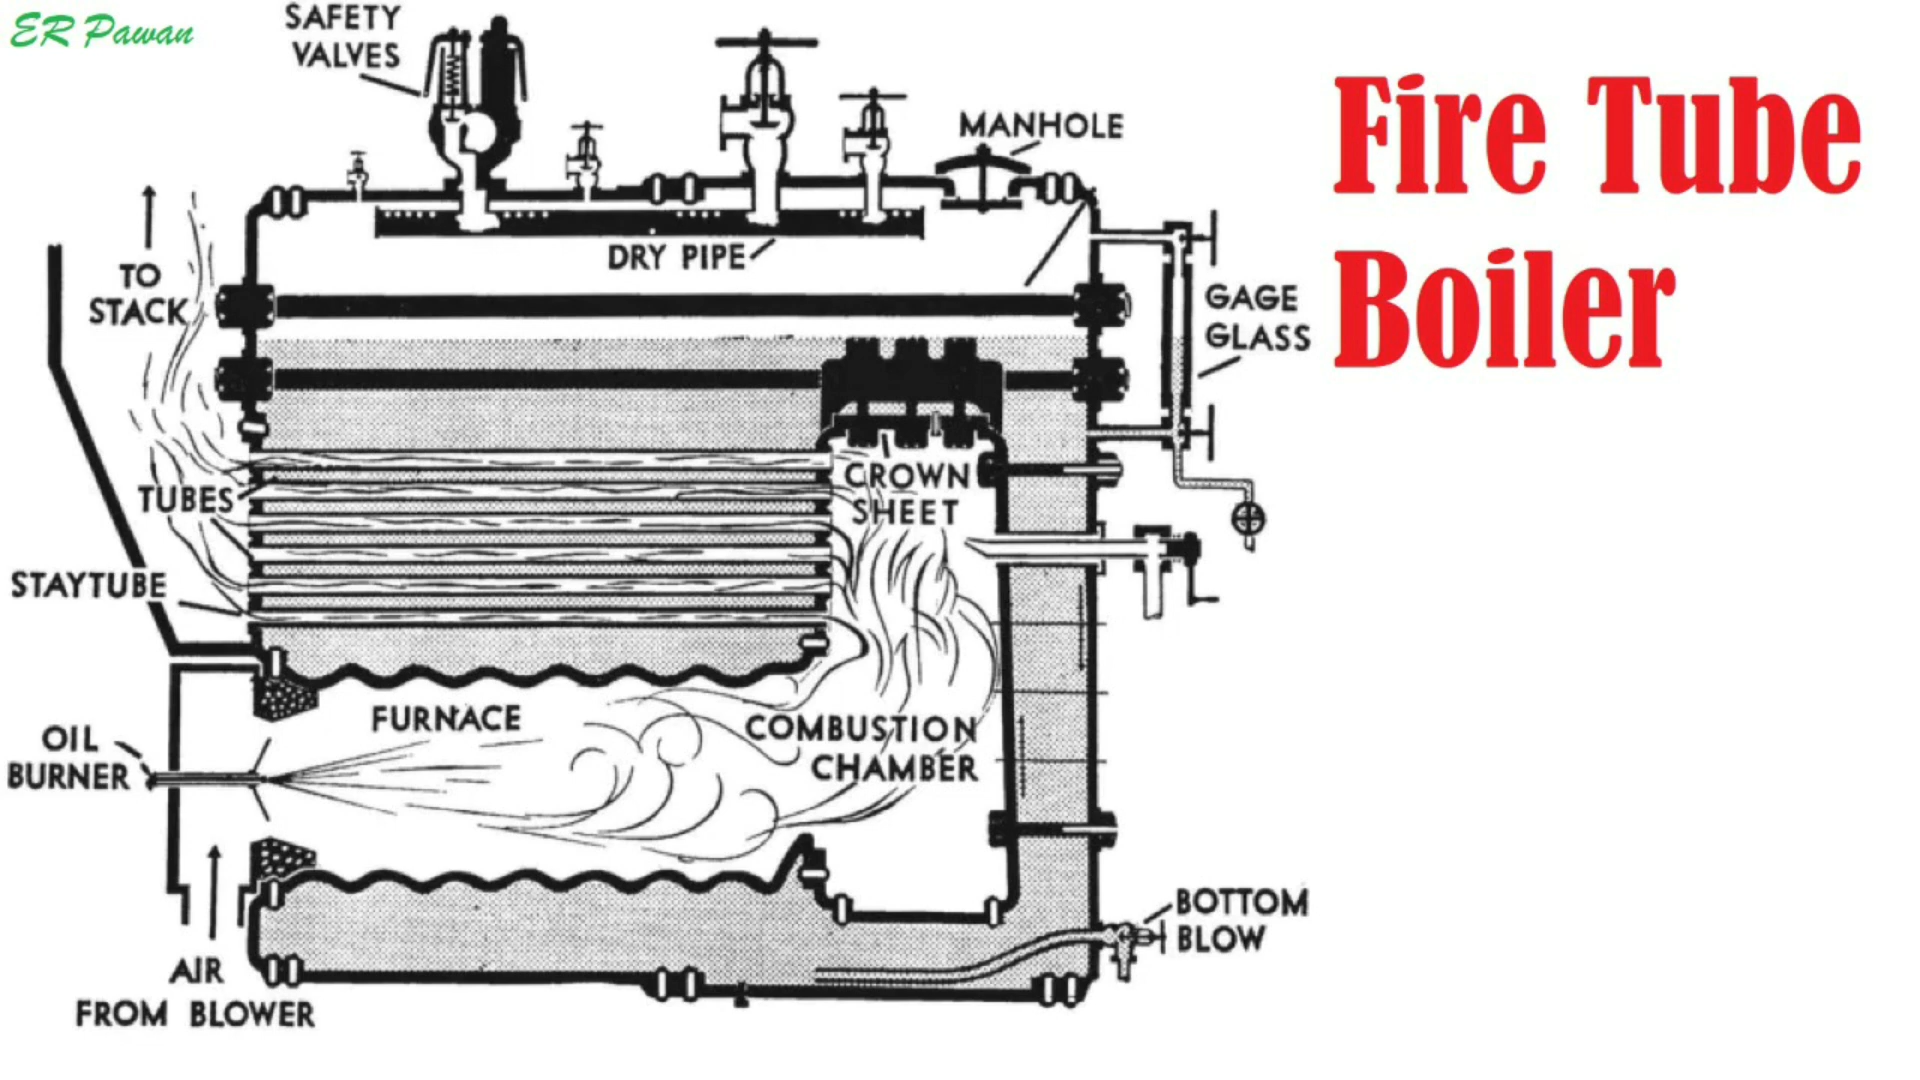 ER Pawan
SAFETY
VALVES
MANHOLE
Fire Tube
Boiler
TO
STACK
DRY PIPE
GAGE
GLASS
TUBES
CROWN
SHEET
STAYTUBE
FURNACE
COMBUSTION
CHAMBER
OIL
BURNER
BOTTOM
BLOW
AIR
FROM BLOWER